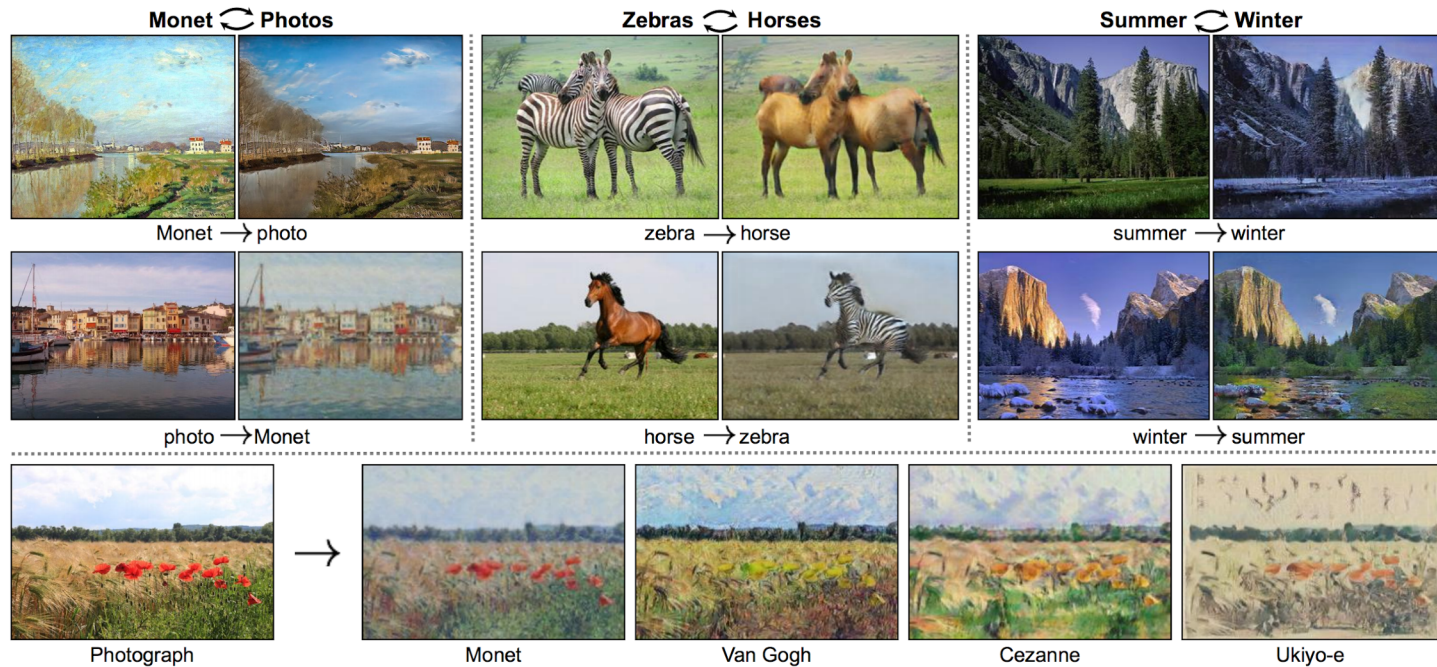 Monet Photos
Zebras Horses
Summer Winter
Monet → photo
zebra → horse
summer → winter
photo → Monet
horse → zebra
winter → summer
Photograph
Monet
Van Gogh
Cezanne
Ukiyo-e